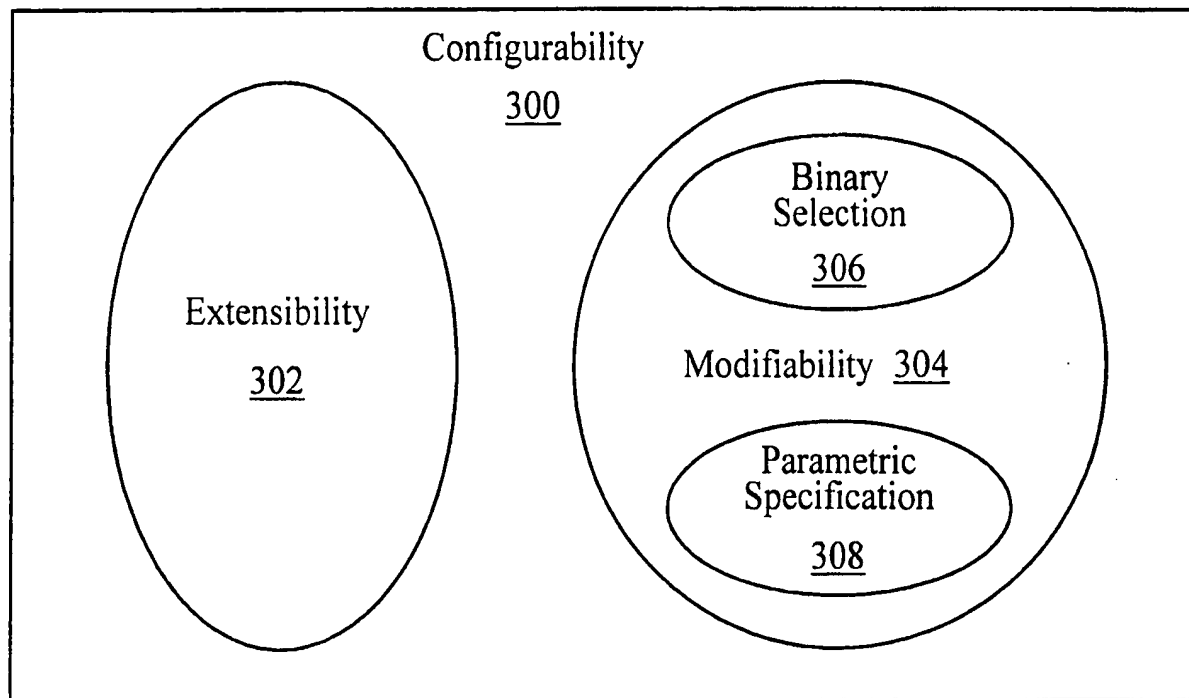 Configurability
300
Extensibility
302
Binary
Selection
306
Modifiability 304
Parametric
Specification
308